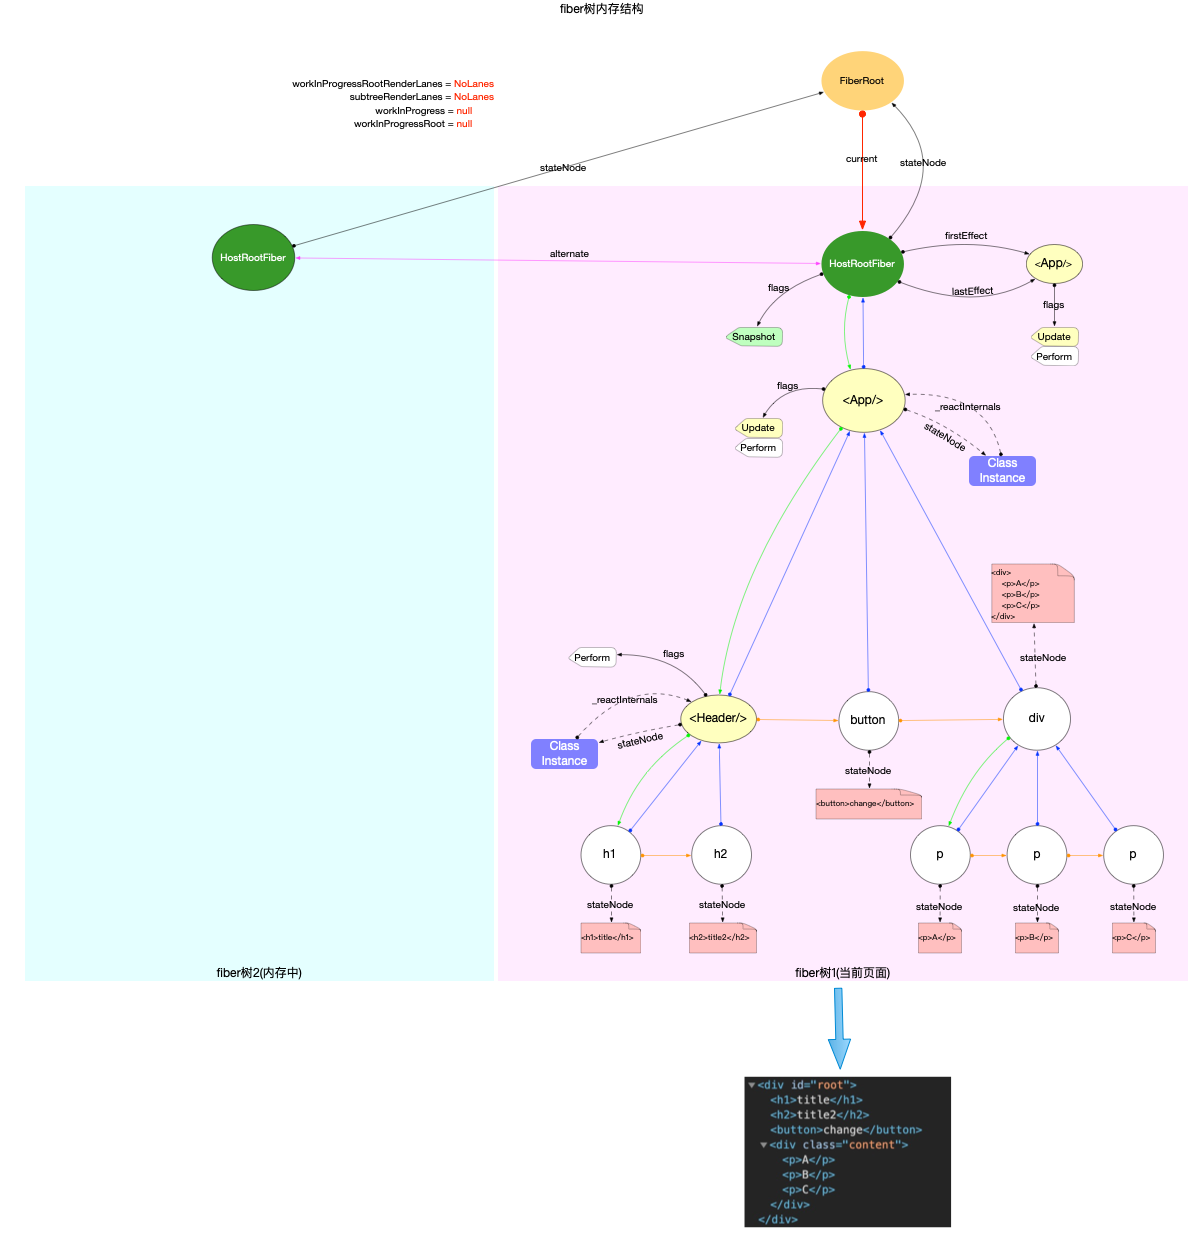 fiber树内存结构
workInProgressRootRenderLanes = NoLanes
subtreeRenderLanes = NoLanes
workInProgress = null
workInProgressRoot = null
FiberRoot
stateNode
current
stateNode
HostRootFiber
alternate
HostRootFiber
firstEffect
lastEffect
<App/>
flags
Update
Perform
flags
Snapshot
<App/>
flags
Update
Perform
_reactInternals
stateNode
Class
Instance
<div>
<p>A</p>
<p>B</p>
<p>C</p>
</div>
stateNode
Perform
flags
_reactInternals
stateNode
Class
Instance
<Header/>
button
div
stateNode
<button>change</button>
h1
h2
p
p
p
stateNode
stateNode
stateNode
stateNode
stateNode
<h1>title</h1>
<h2>title2</h2>
<p>A</p>
<p>B</p>
<p>C</p>
fiber树2(内存中)
fiber树1(当前页面)
<div id="root">
<h1>title</h1>
<h2>title2</h2>
<button>change</button>
<div class="content">
<p>A</p>
<p>B</p>
<p>C</p>
</div>
</div>